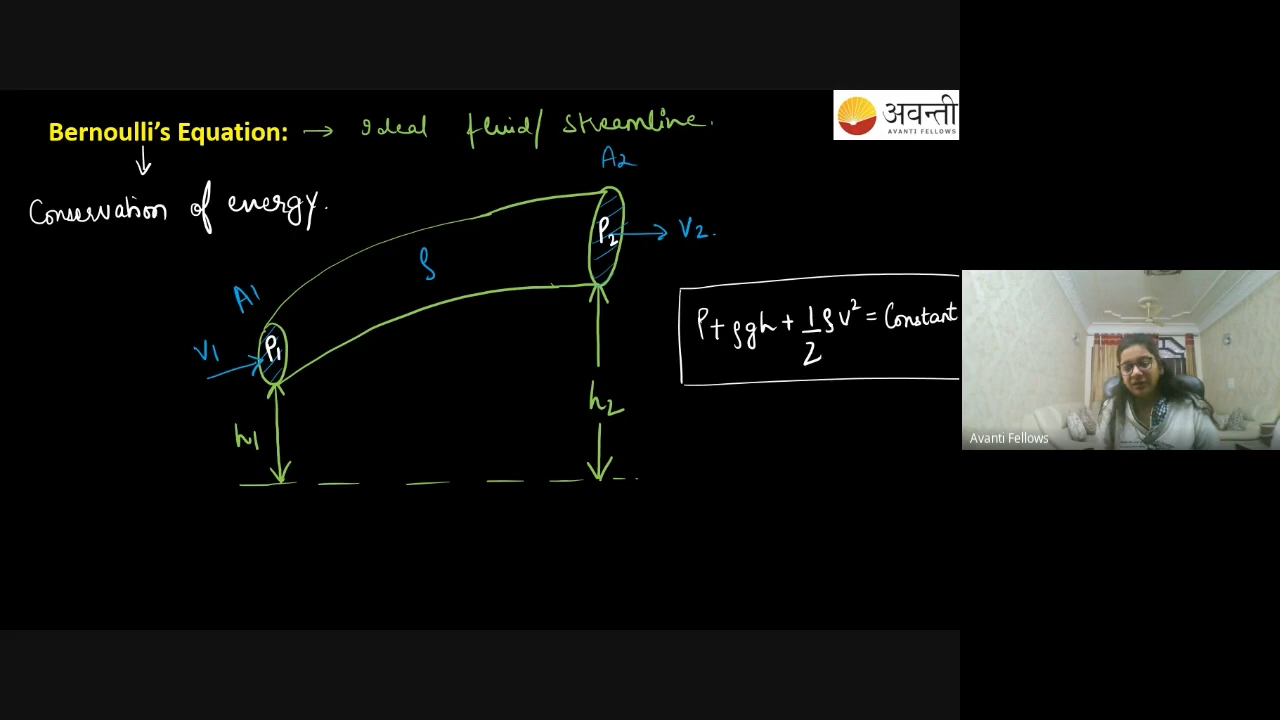 Bernoulli's Equation: → Ideal fluid/ streamline.
अवन्ती
AVANTI FELLOWS
Conservation of energy.
A2
P2
V2.
ρ
A1
V1
P1
P + ρgh + 1/2 ρv² = Constant
h1
h2
Avanti Fellows